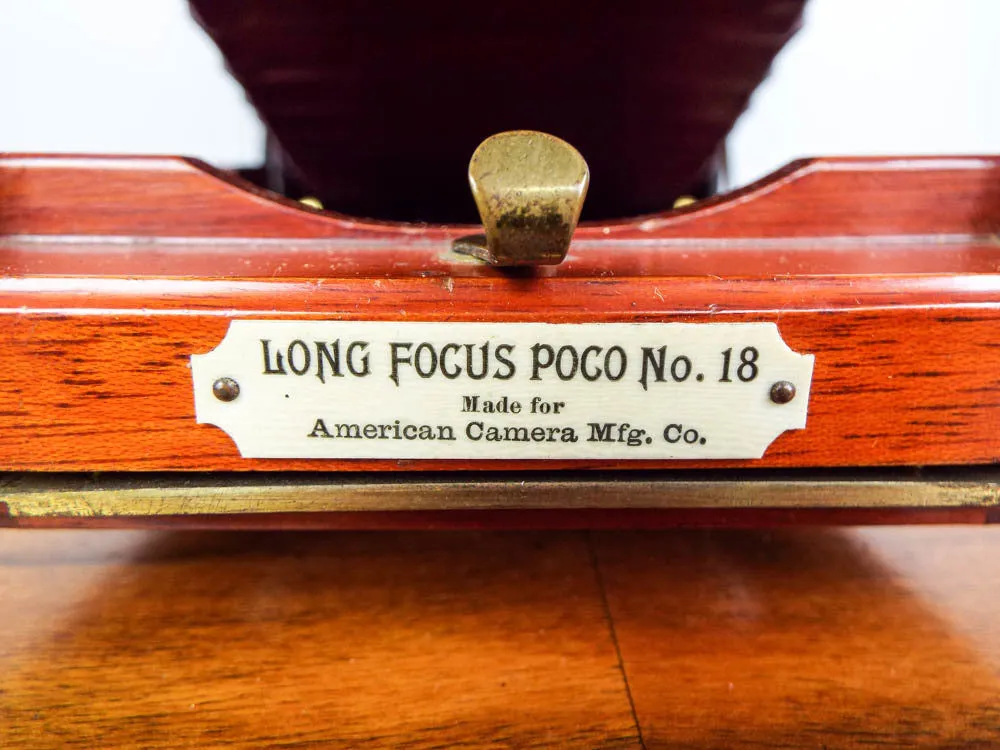 LONG FOCUS POCO No. 18
Made for
American Camera Mfg. Co.